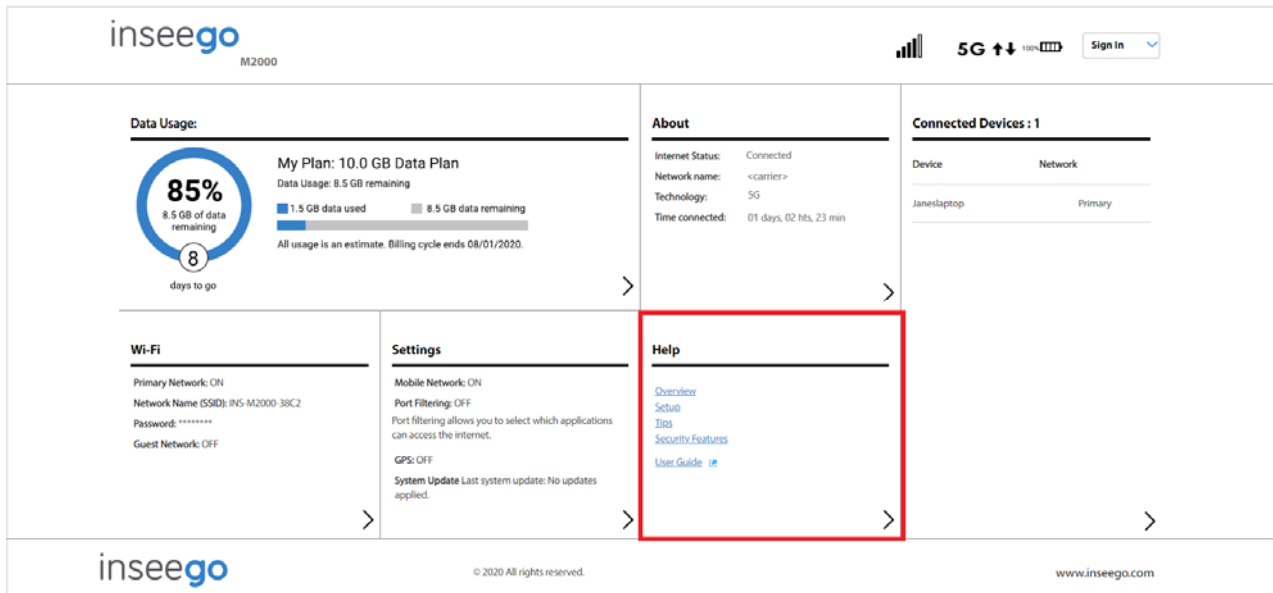 inseego
M2000
5G
100%
Sign In
Data Usage:
85%
8.5 GB of data
remaining
8
days to go
My Plan: 10.0 GB Data Plan
Data Usage: 8.5 GB remaining
1.5 GB data used 8.5 GB data remaining
All usage is an estimate. Billing cycle ends 08/01/2020.
About
Internet Status: Connected
Network name: <carrier>
Technology: 5G
Time connected: 01 days, 02 hts, 23 min
Connected Devices : 1
Device Network
Janeslaptop Primary
Wi-Fi
Primary Network: ON
Network Name (SSID): INS-M2000-38C2
Password: ********
Guest Network: OFF
Settings
Mobile Network: ON
Port Filtering: OFF
Port filtering allows you to select which applications
can access the internet.
GPS: OFF
System Update Last system update: No updates
applied.
Help
Overview
Setup
Tips
Security Features
User Guide
inseego
© 2020 All rights reserved.
www.inseego.com